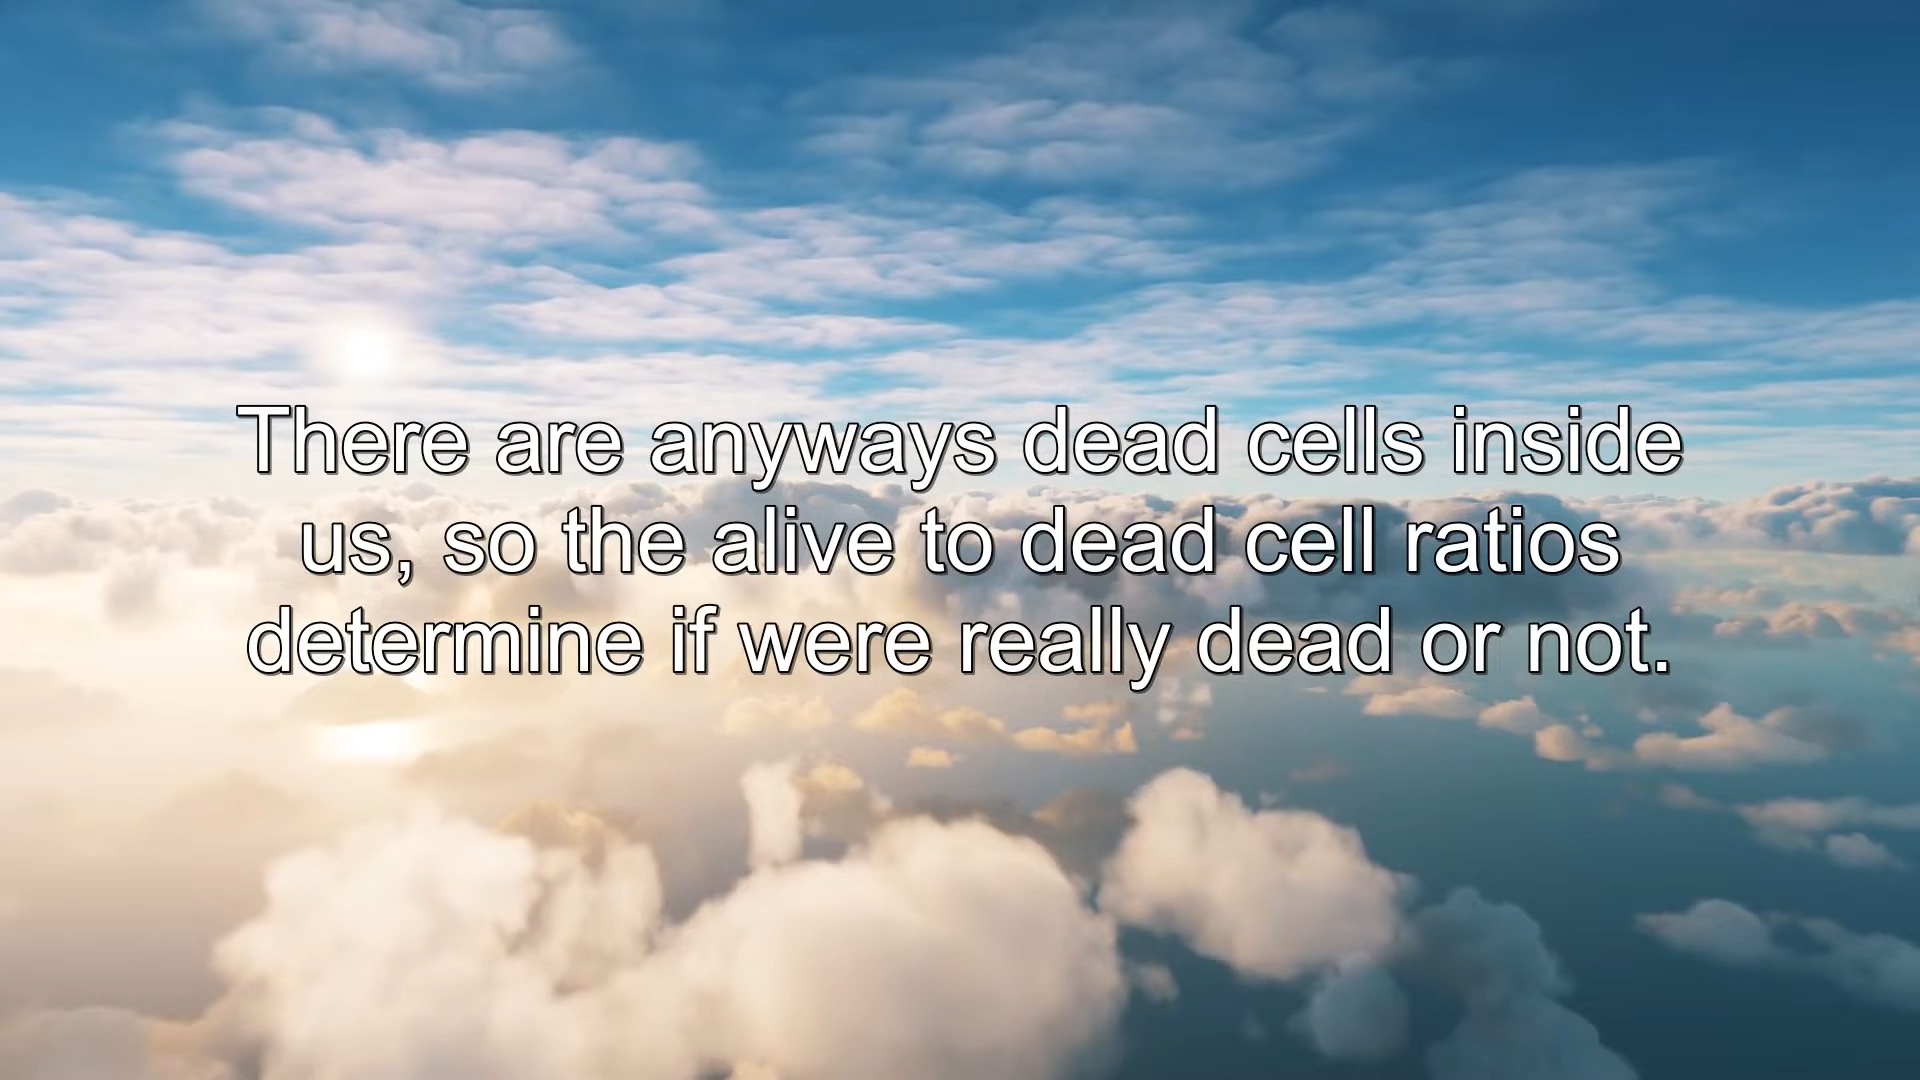 There are anyways dead cells inside
us, so the alive to dead cell ratios
determine if were really dead or not.